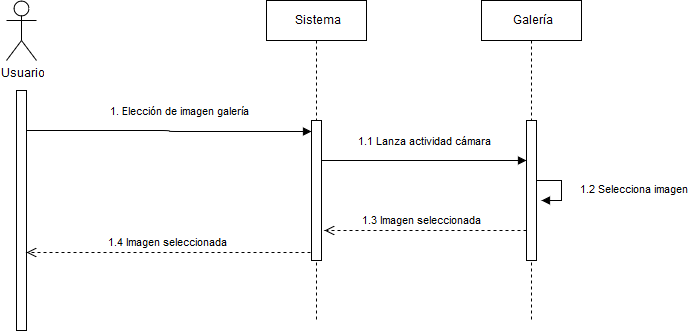 Sistema
Galería
Usuario
1. Elección de imagen galería
1.1 Lanza actividad cámara
1.2 Selecciona imagen
1.3 Imagen seleccionada
1.4 Imagen seleccionada